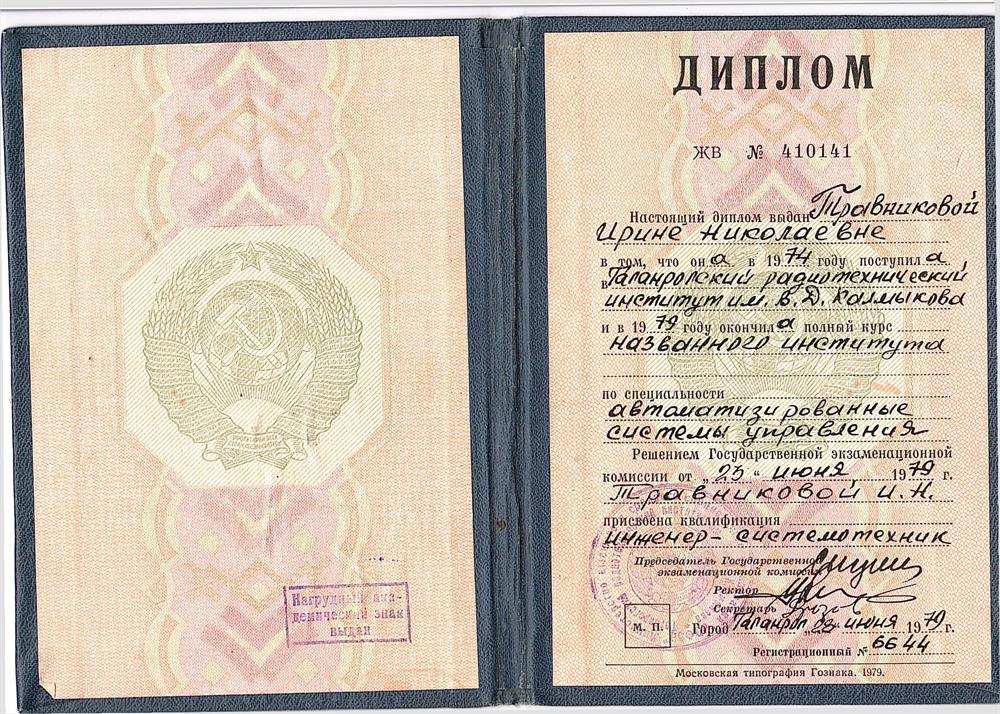 Нагрудный ака-
демический знак
выдан
ДИПЛОМ
ЖВ № 410141
Настоящий диплом выдан Травниковой
Ирине Николаевне
в том, что она в 1974 году поступила
в Таганрогский радиотехнический
институт им. В. Д. Калмыкова
и в 1979 году окончила полный курс
названного института
по специальности
автоматизированные
системы управления
Решением Государственной экзаменационной
комиссии от „23“ июня 1979 г.
Травниковой И. Н.
присвоена квалификация
инженер-системотехник
Председатель Государственной
экзаменационной комиссии
Ректор
Секретарь
М. П. Город Таганрог „23“ июня 1979 г.
Регистрационный № 6644
Московская типография Гознака. 1979.